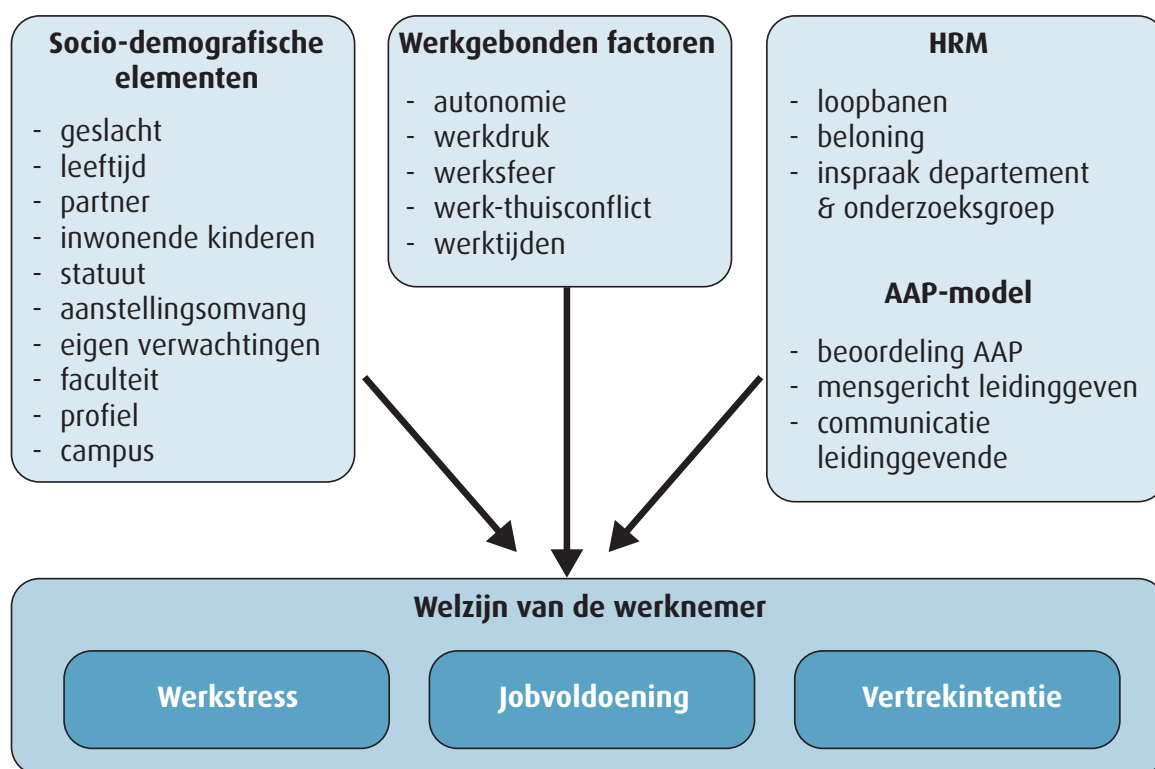 Socio-demografische
elementen
- geslacht
- leeftijd
- partner
- inwonende kinderen
- statuut
- aanstellingsomvang
- eigen verwachtingen
- faculteit
- profiel
- campus
Werkgebonden factoren
- autonomie
- werkdruk
- werksfeer
- werk-thuisconflict
- werktijden
HRM
- loopbanen
- beloning
- inspraak departement
& onderzoeksgroep
AAP-model
- beoordeling AAP
- mensgericht leidinggeven
- communicatie
leidinggevende
Welzijn van de werknemer
Werkstress
Jobvoldoening
Vertrekintentie